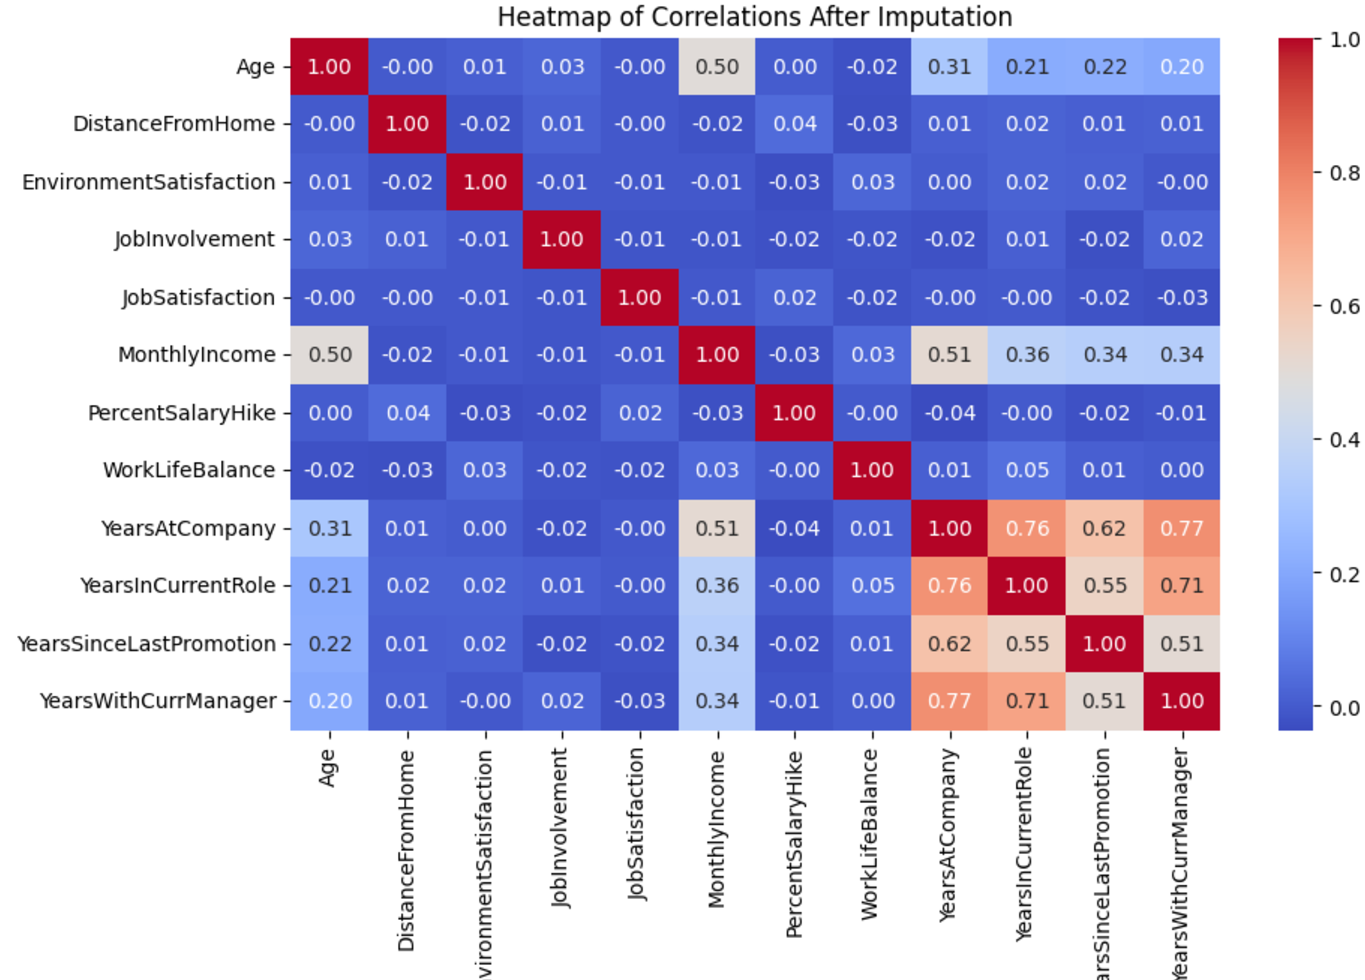 Heatmap of Correlations After Imputation
Age 1.00 -0.00 0.01 0.03 -0.00 0.50 0.00 -0.02 0.31 0.21 0.22 0.20
DistanceFromHome -0.00 1.00 -0.02 0.01 -0.00 -0.02 0.04 -0.03 0.01 0.02 0.01 0.01
EnvironmentSatisfaction 0.01 -0.02 1.00 -0.01 -0.01 -0.01 -0.03 0.03 0.00 0.02 0.02 -0.00
JobInvolvement 0.03 0.01 -0.01 1.00 -0.01 -0.01 -0.02 -0.02 -0.02 0.01 -0.02 0.02
JobSatisfaction -0.00 -0.00 -0.01 -0.01 1.00 -0.01 0.02 -0.02 -0.00 -0.00 -0.02 -0.03
MonthlyIncome 0.50 -0.02 -0.01 -0.01 -0.01 1.00 -0.03 0.03 0.51 0.36 0.34 0.34
PercentSalaryHike 0.00 0.04 -0.03 -0.02 0.02 -0.03 1.00 -0.00 -0.04 -0.00 -0.02 -0.01
WorkLifeBalance -0.02 -0.03 0.03 -0.02 -0.02 0.03 -0.00 1.00 0.01 0.05 0.01 0.00
YearsAtCompany 0.31 0.01 0.00 -0.02 -0.00 0.51 -0.04 0.01 1.00 0.76 0.62 0.77
YearsInCurrentRole 0.21 0.02 0.02 0.01 -0.00 0.36 -0.00 0.05 0.76 1.00 0.55 0.71
YearsSinceLastPromotion 0.22 0.01 0.02 -0.02 -0.02 0.34 -0.02 0.01 0.62 0.55 1.00 0.51
YearsWithCurrManager 0.20 0.01 -0.00 0.02 -0.03 0.34 -0.01 0.00 0.77 0.71 0.51 1.00
Age
DistanceFromHome
vironmentSatisfaction
JobInvolvement
JobSatisfaction
MonthlyIncome
PercentSalaryHike
WorkLifeBalance
YearsAtCompany
YearsInCurrentRole
arsSinceLastPromotion
YearsWithCurrManager
1.0
0.8
0.6
0.4
0.2
0.0